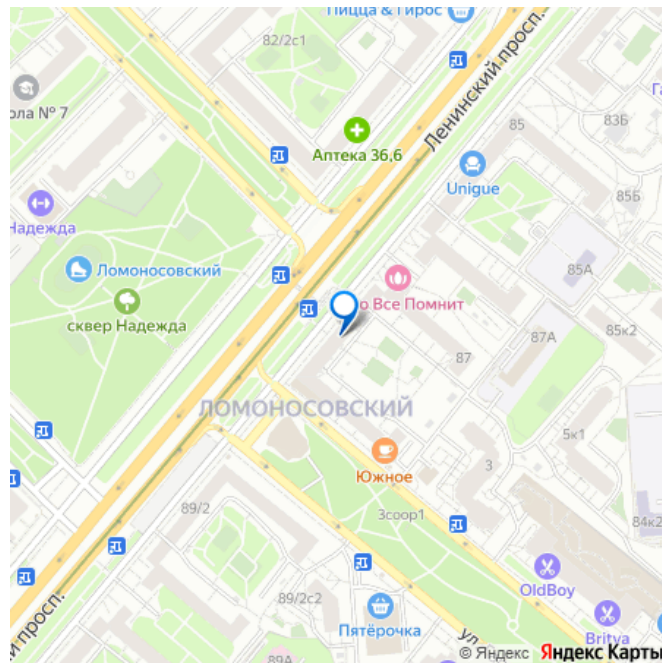 Пицца & Гирос
82/2с1
Ленинский просп.
ола № 7
Аптека 36,6
85
83Б
Га
Unigue
85Б
Надежда
Ломоносовский
85А
сквер Надежда
о Все Помнит
85к2
87А
87
ЛОМОНОСОВСКИЙ
5к1
Южное
3
89/2
3соор1
84к2
OldBoy
89/2с2
Пятёрочка
Britva
й просп.
ул.
89А
© Яндекс Яндекс Карты